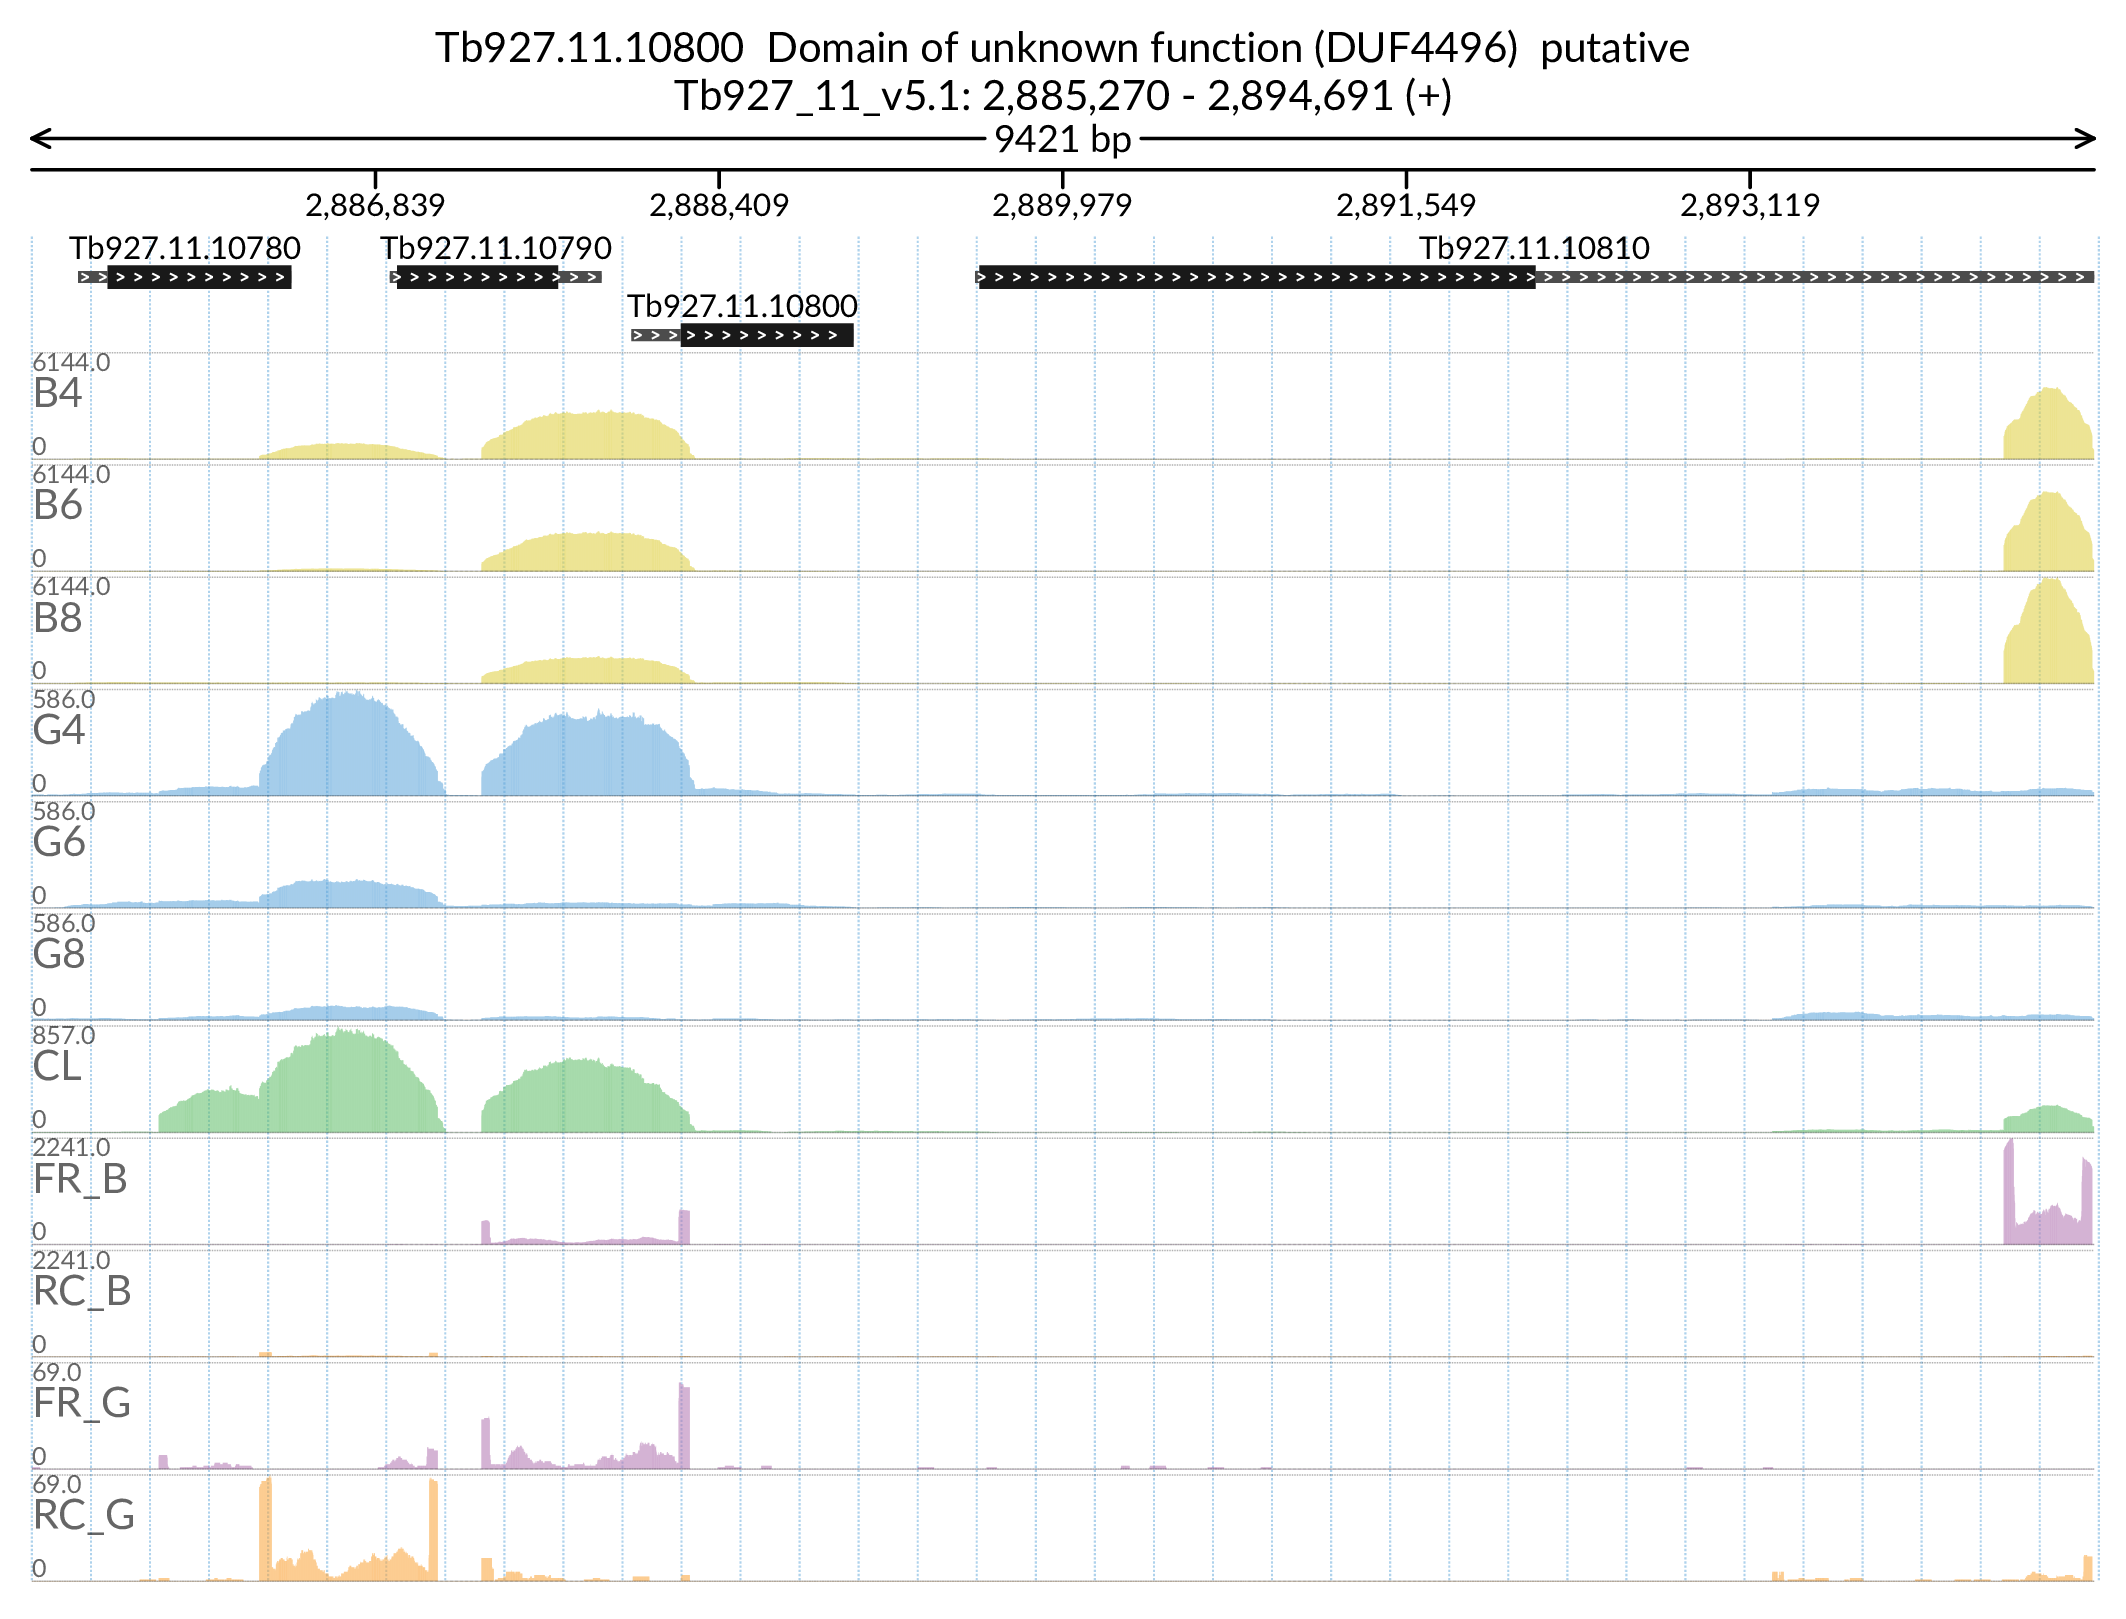 Tb927.11.10800  Domain of unknown function (DUF4496)  putative
Tb927_11_v5.1: 2,885,270 - 2,894,691 (+)
9421 bp
2,886,839 2,888,409 2,889,979 2,891,549 2,893,119
Tb927.11.10780 Tb927.11.10790 Tb927.11.10810
Tb927.11.10800
6144.0
B4
0
6144.0
B6
0
6144.0
B8
0
586.0
G4
0
586.0
G6
0
586.0
G8
0
857.0
CL
0
2241.0
FR_B
0
2241.0
RC_B
0
69.0
FR_G
0
69.0
RC_G
0